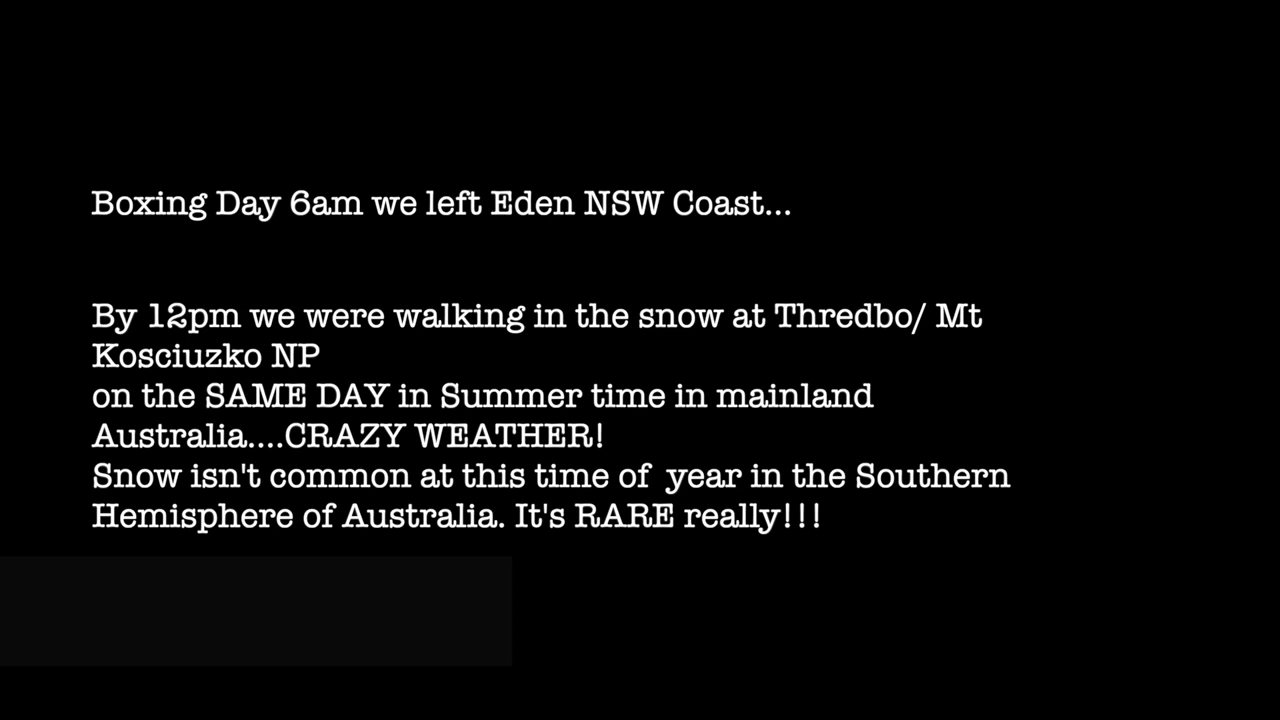 Boxing Day 6am we left Eden NSW Coast...
By 12pm we were walking in the snow at Thredbo/ Mt
Kosciuzko NP
on the SAME DAY in Summer time in mainland
Australia....CRAZY WEATHER!
Snow isn't common at this time of  year in the Southern
Hemisphere of Australia. It's RARE really!!!